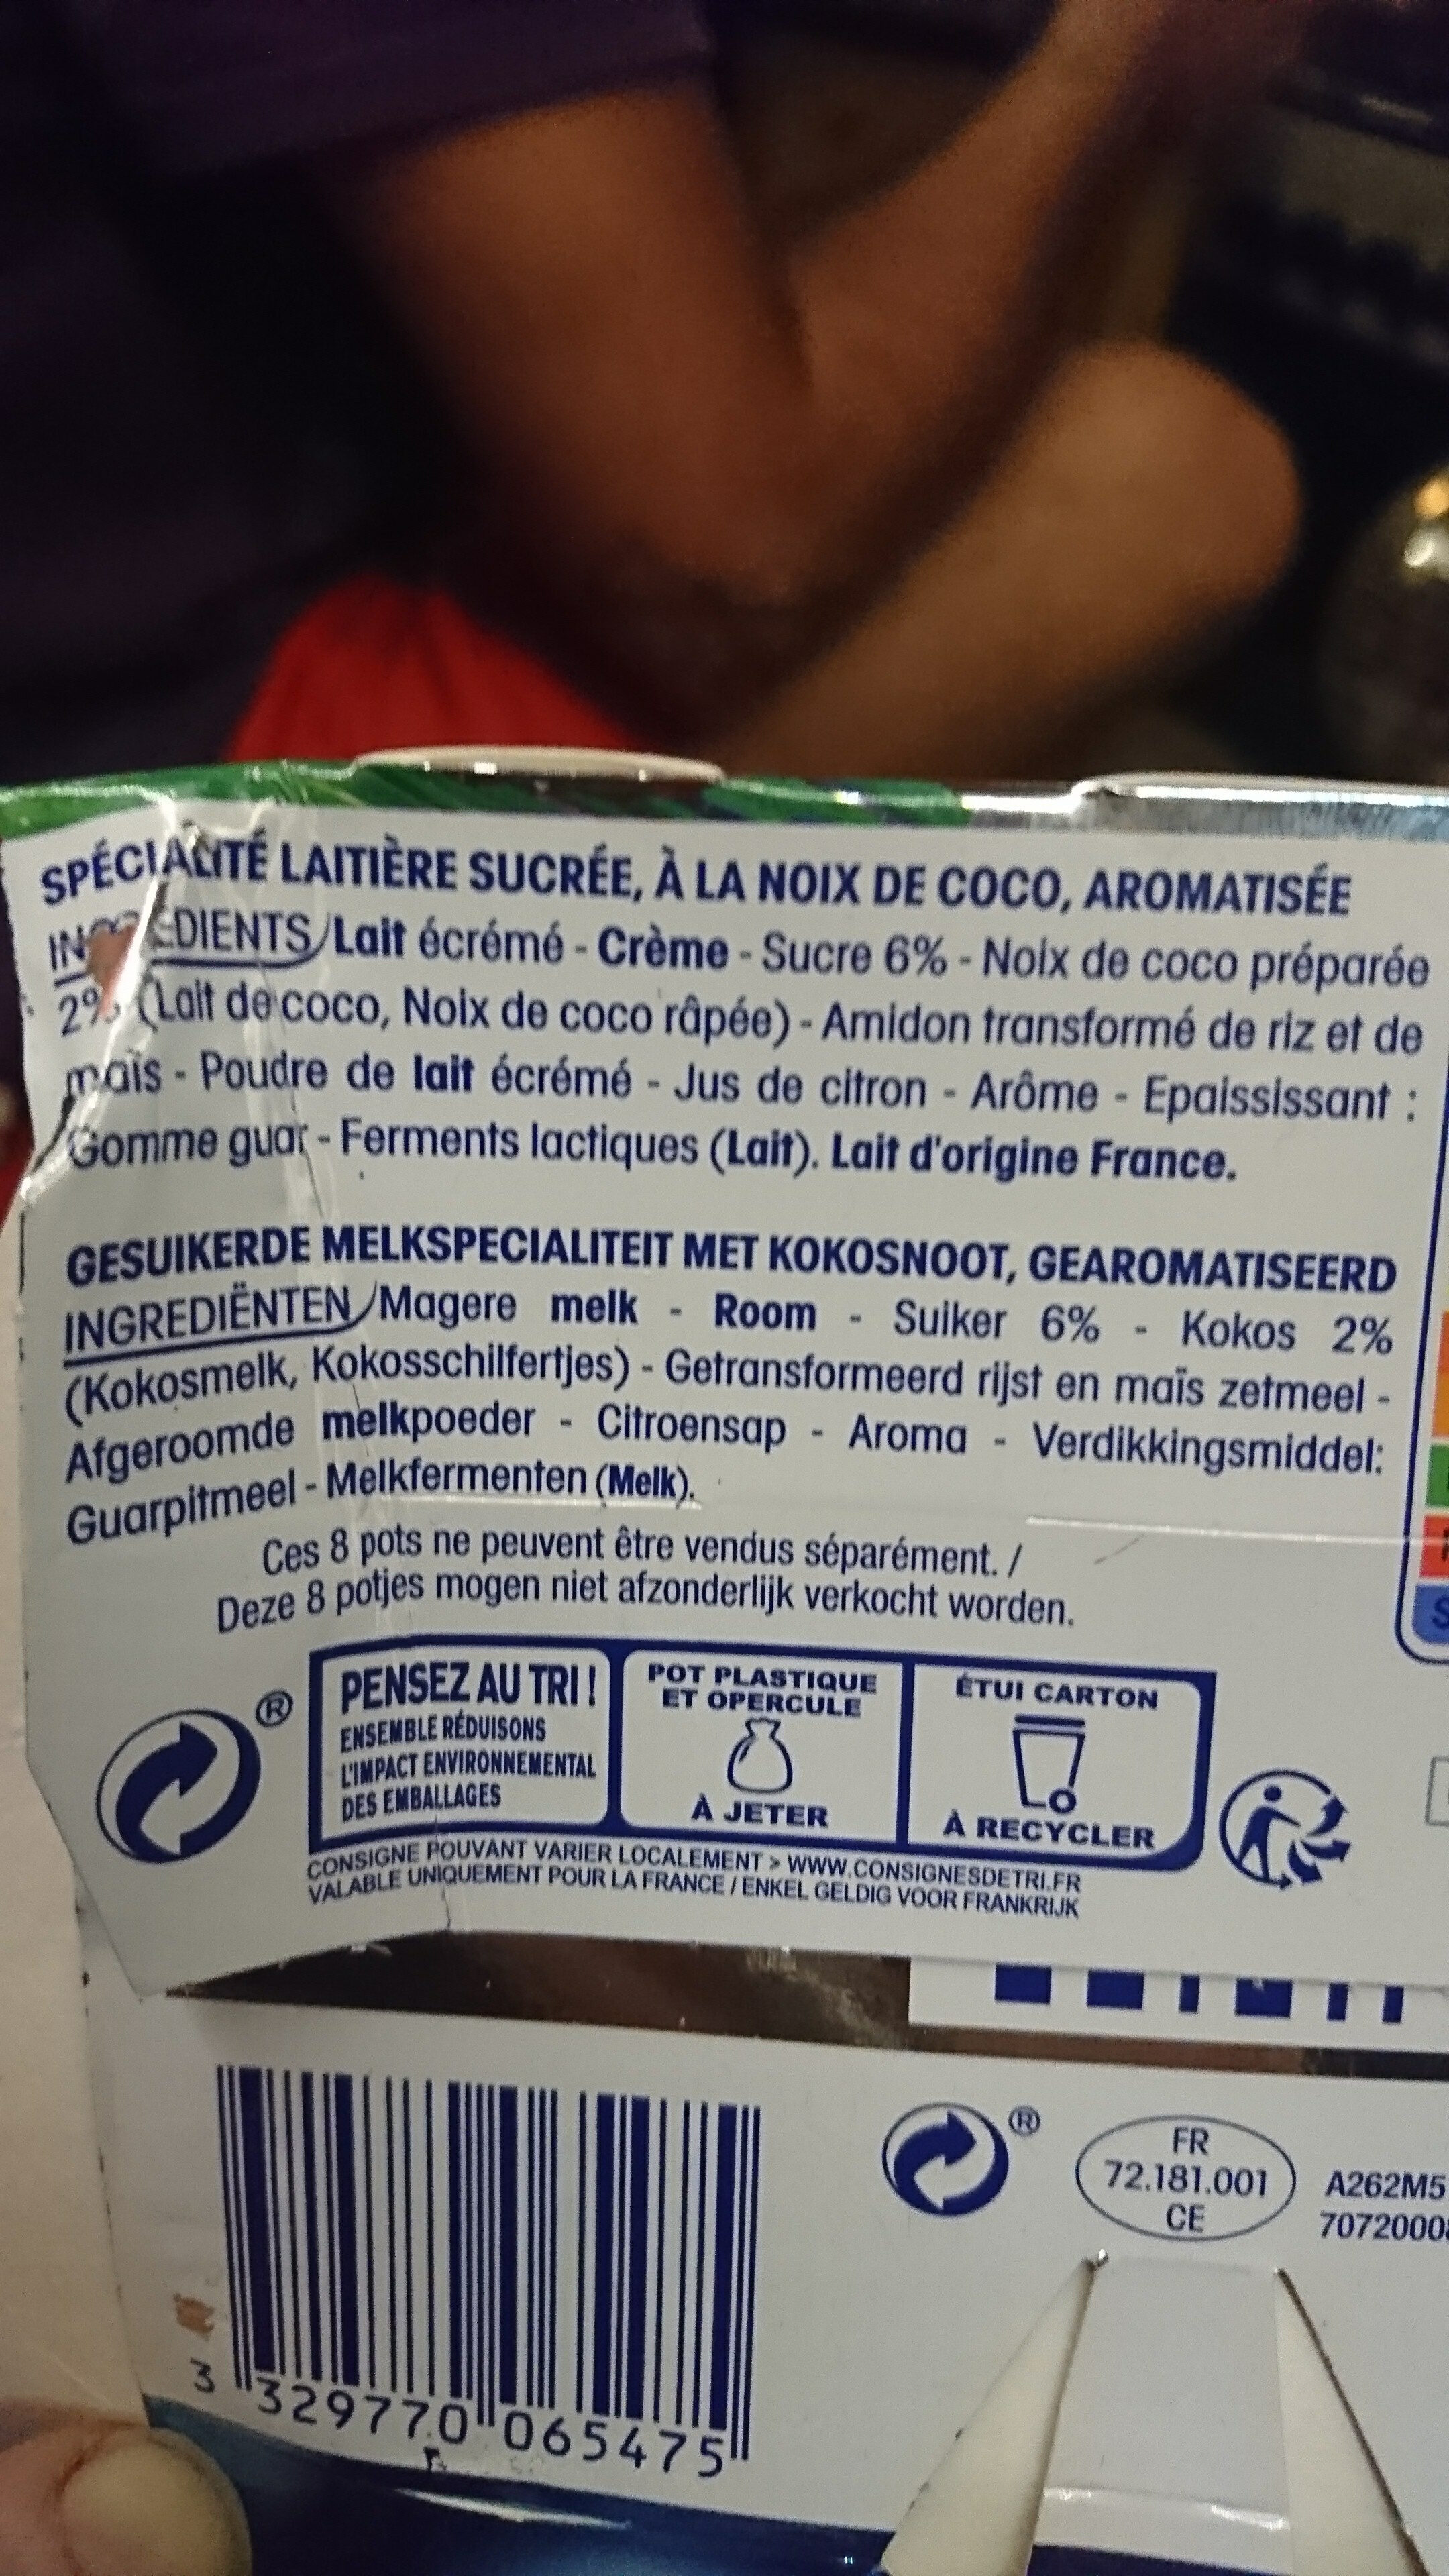 SPÉCIALITÉ LAITIÈRE SUCRÉE, À LA NOIX DE COCO, AROMATISÉE
INGRÉDIENTS/Lait écrémé - Crème - Sucre 6% - Noix de coco préparée
2% (Lait de coco, Noix de coco râpée) - Amidon transformé de riz et de
maïs - Poudre de lait écrémé - Jus de citron - Arôme - Epaississant :
Gomme guar - Ferments lactiques (Lait). Lait d'origine France.
GESUIKERDE MELKSPECIALITEIT MET KOKOSNOOT, GEAROMATISEERD
INGREDIËNTEN/Magere melk - Room - Suiker 6% - Kokos 2%
(Kokosmelk, Kokosschilfertjes) - Getransformeerd rijst en maïs zetmeel -
Afgeroomde melkpoeder - Citroensap - Aroma - Verdikkingsmiddel:
Guarpitmeel - Melkfermenten (Melk).
Ces 8 pots ne peuvent être vendus séparément. /
Deze 8 potjes mogen niet afzonderlijk verkocht worden.
®
PENSEZ AU TRI !
ENSEMBLE RÉDUISONS
L'IMPACT ENVIRONNEMENTAL
DES EMBALLAGES
POT PLASTIQUE
ET OPERCULE
À JETER
ÉTUI CARTON
À RECYCLER
CONSIGNE POUVANT VARIER LOCALEMENT > WWW.CONSIGNESDETRI.FR
VALABLE UNIQUEMENT POUR LA FRANCE / ENKEL GELDIG VOOR FRANKRIJK
®
FR
72.181.001
CE
A262M5
7072000
3 329770 065475